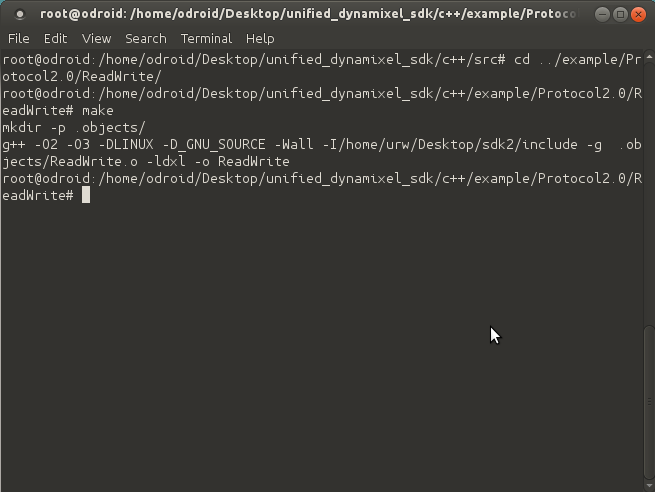 root@odroid: /home/odroid/Desktop/unified_dynamixel_sdk/c++/example/Protoco
File Edit View Search Terminal Help
root@odroid:/home/odroid/Desktop/unified_dynamixel_sdk/c++/src# cd ../example/Pr
otocol2.0/ReadWrite/
root@odroid:/home/odroid/Desktop/unified_dynamixel_sdk/c++/example/Protocol2.0/R
eadWrite# make
mkdir -p .objects/
g++ -O2 -O3 -DLINUX -D_GNU_SOURCE -Wall -I/home/urw/Desktop/sdk2/include -g  .ob
jects/ReadWrite.o -ldxl -o ReadWrite
root@odroid:/home/odroid/Desktop/unified_dynamixel_sdk/c++/example/Protocol2.0/R
eadWrite#